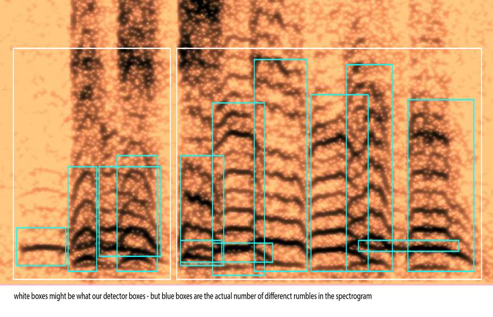 white boxes might be what our detector boxes - but blue boxes are the actual number of differenct rumbles in the spectrogram